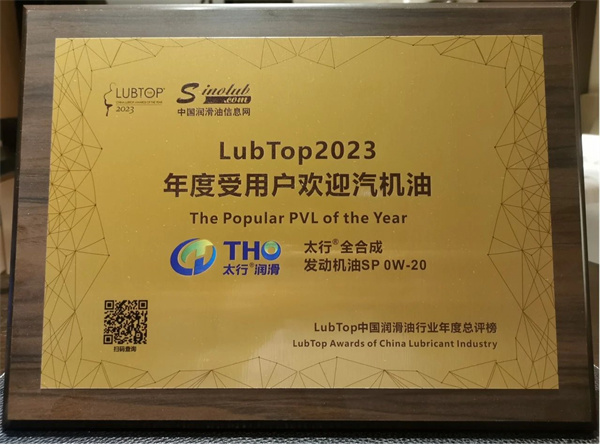 LUBTOP®
2023
Sinolub
.com
中国润滑油信息网
LubTop2023
年度受用户欢迎汽机油
The Popular PVL of the Year
THO
太行®润滑
太行®全合成
发动机油SP 0W-20
扫码查询
LubTop中国润滑油行业年度总评榜
LubTop Awards of China Lubricant Industry